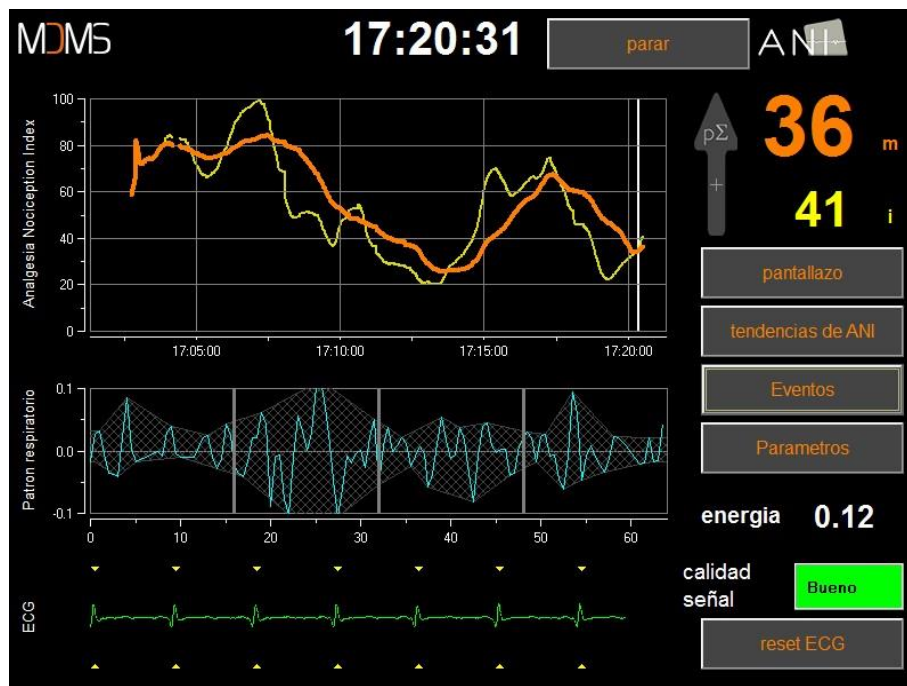 MDMS
17:20:31
parar
ANI
Analgesia Nociception Index
100
80
60
40
20
0
17:05:00 17:10:00 17:15:00 17:20:00
pΣ
+
36 m
41 i
pantallazo
tendencias de ANI
Eventos
Parametros
Patron respiratorio
0.1
0.0
-0.1
0 10 20 30 40 50 60
energia 0.12
calidad
señal
Bueno
ECG
reset ECG